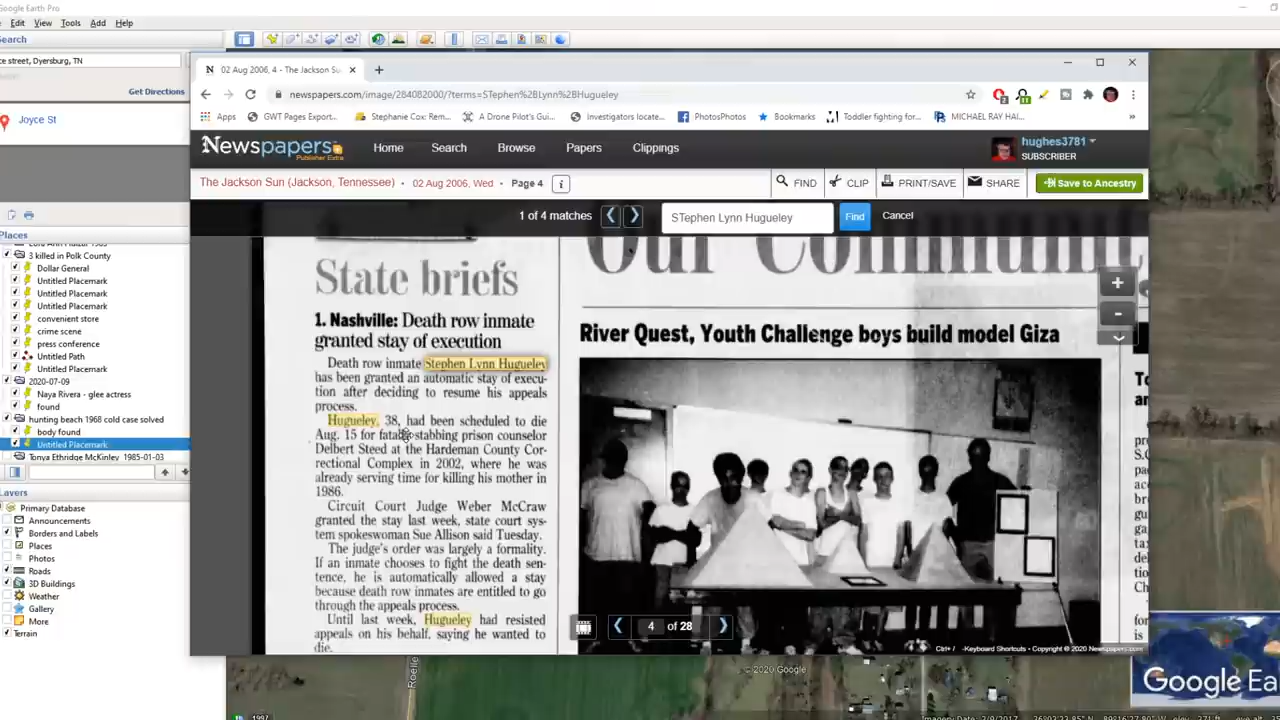 Google Earth Pro
Edit View Tools Add Help
Search
ce street, Dyersburg, TN
Get Directions
Joyce St
Places
3 killed in Polk County
Dollar General
Untitled Placemark
Untitled Placemark
Untitled Placemark
convenient store
crime scene
press conference
Untitled Path
Untitled Placemark
2020-07-09
Naya Rivera - glee actress
found
hunting beach 1968 cold case solved
body found
Untitled Placemark
Tonya Ethridge McKinley 1985-01-03
Layers
Primary Database
Announcements
Borders and Labels
Places
Photos
Roads
3D Buildings
Weather
Gallery
More
Terrain
02 Aug 2006, 4 - The Jackson Su
newspapers.com/image/284082000/?terms=STephen%2BLynn%2BHugueley
Apps GWT Pages Export... Stephanie Cox: Rem... A Drone Pilot's Gui... Investigators locate... PhotosPhotos Bookmarks Toddler fighting for... MICHAEL RAY HAI... »
Newspapers
Publisher Extra
Home Search Browse Papers Clippings
hughes3781
SUBSCRIBER
The Jackson Sun (Jackson, Tennessee) • 02 Aug 2006, Wed • Page 4
FIND CLIP PRINT/SAVE SHARE Save to Ancestry
1 of 4 matches STephen Lynn Hugueley Find Cancel
State briefs
1. Nashville: Death row inmate
granted stay of execution
Death row inmate Stephen Lynn Hugueley
has been granted an automatic stay of execu-
tion after deciding to resume his appeals
process.
Hugueley, 38, had been scheduled to die
Aug. 15 for fatally stabbing prison counselor
Delbert Steed at the Hardeman County Cor-
rectional Complex in 2002, where he was
already serving time for killing his mother in
1986.
Circuit Court Judge Weber McCraw
granted the stay last week, state court sys-
tem spokeswoman Sue Allison said Tuesday.
The judge's order was largely a formality.
If an inmate chooses to fight the death sen-
tence, he is automatically allowed a stay
because death row inmates are entitled to go
through the appeals process.
Until last week, Hugueley had resisted
appeals on his behalf, saying he wanted to
die.
Our Communit
River Quest, Youth Challenge boys build model Giza
4 of 28
Ctrl+/ -Keyboard Shortcuts • Copyright © 2020 Newspapers.com
Roelle
© 2020 Google
Google Ea
1997